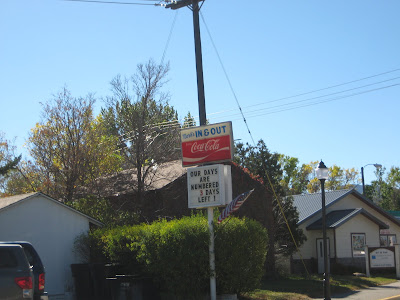 IN & OUT
Coca-Cola
OUR DAYS
ARE
NUMBERED
3 DAYS
LEFT!